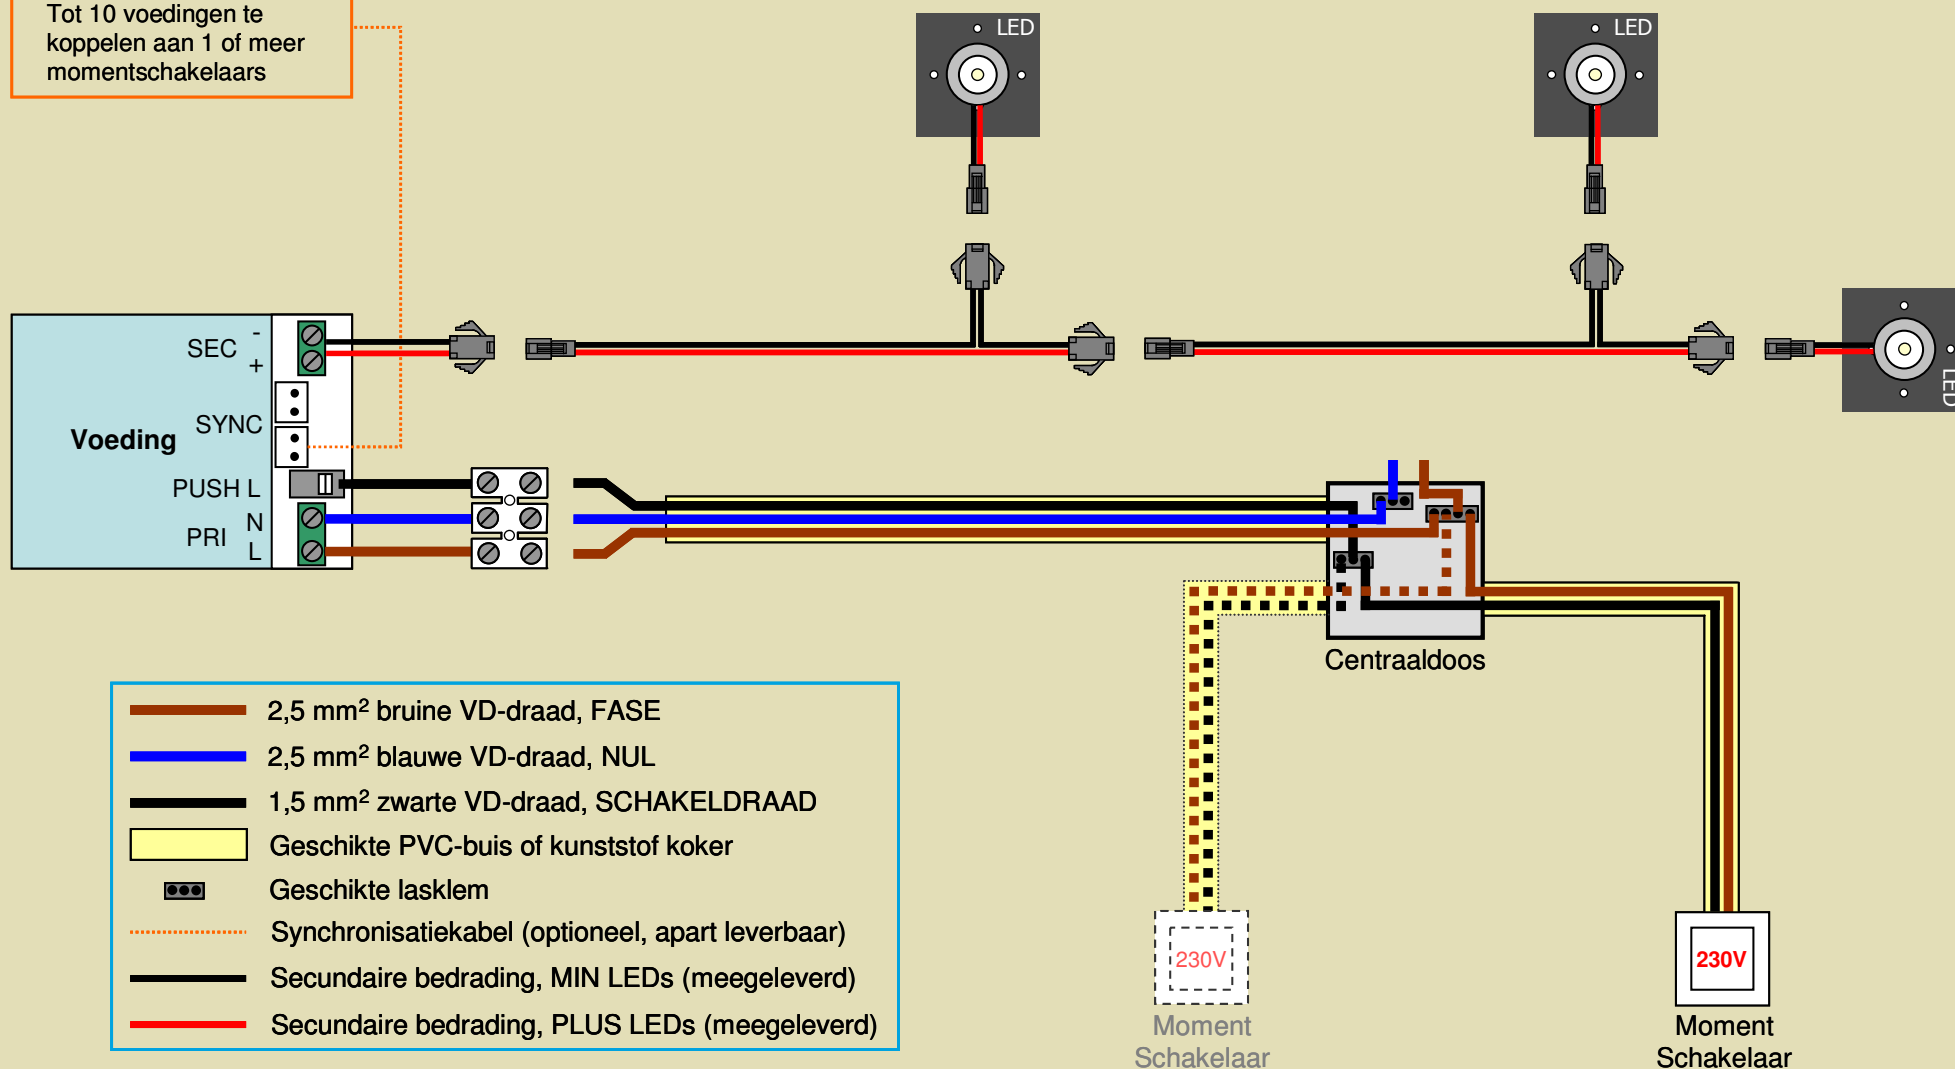 Tot 10 voedingen te
koppelen aan 1 of meer
momentschakelaars
LED
LED
LED
Voeding
SEC
-
+
SYNC
PUSH L
PRI
N
L
Centraaldoos
2,5 mm² bruine VD-draad, FASE
2,5 mm² blauwe VD-draad, NUL
1,5 mm² zwarte VD-draad, SCHAKELDRAAD
Geschikte PVC-buis of kunststof koker
Geschikte lasklem
Synchronisatiekabel (optioneel, apart leverbaar)
Secundaire bedrading, MIN LEDs (meegeleverd)
Secundaire bedrading, PLUS LEDs (meegeleverd)
230V
Moment
Schakelaar
230V
Moment
Schakelaar